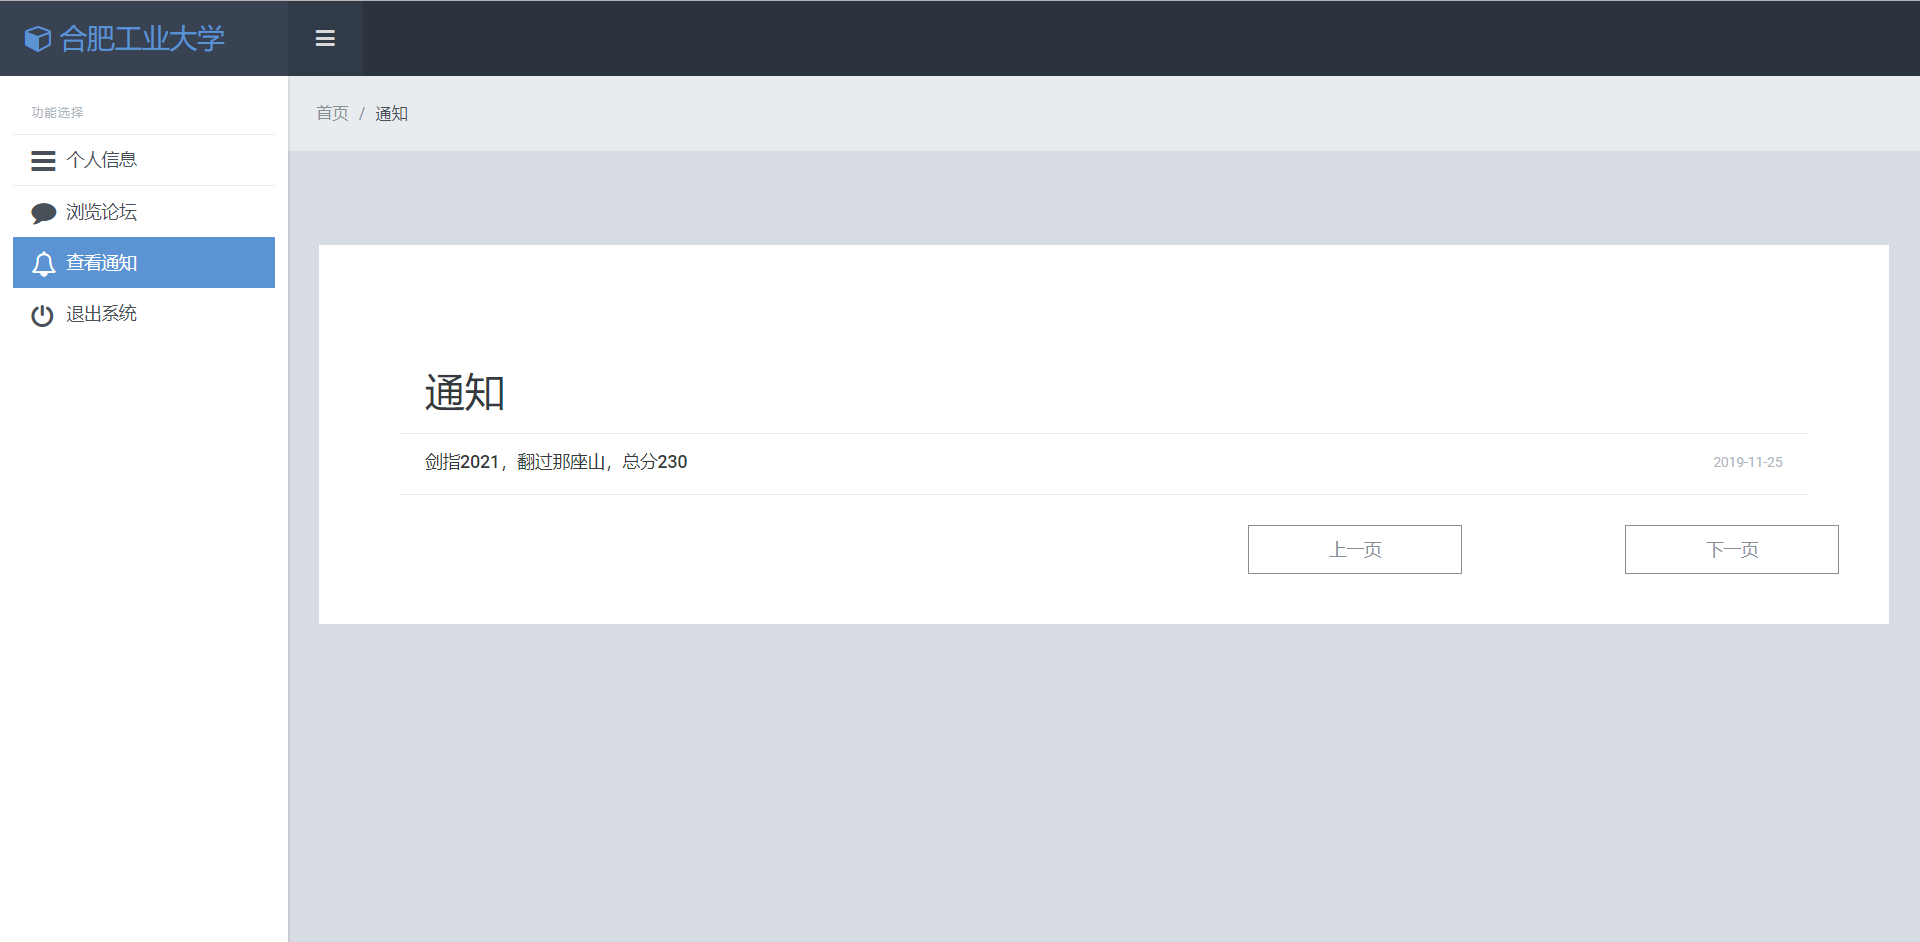 合肥工业大学
首页 / 通知
功能选择
个人信息
浏览论坛
查看通知
退出系统
通知
剑指2021，翻过那座山，总分230 2019-11-25
上一页 下一页